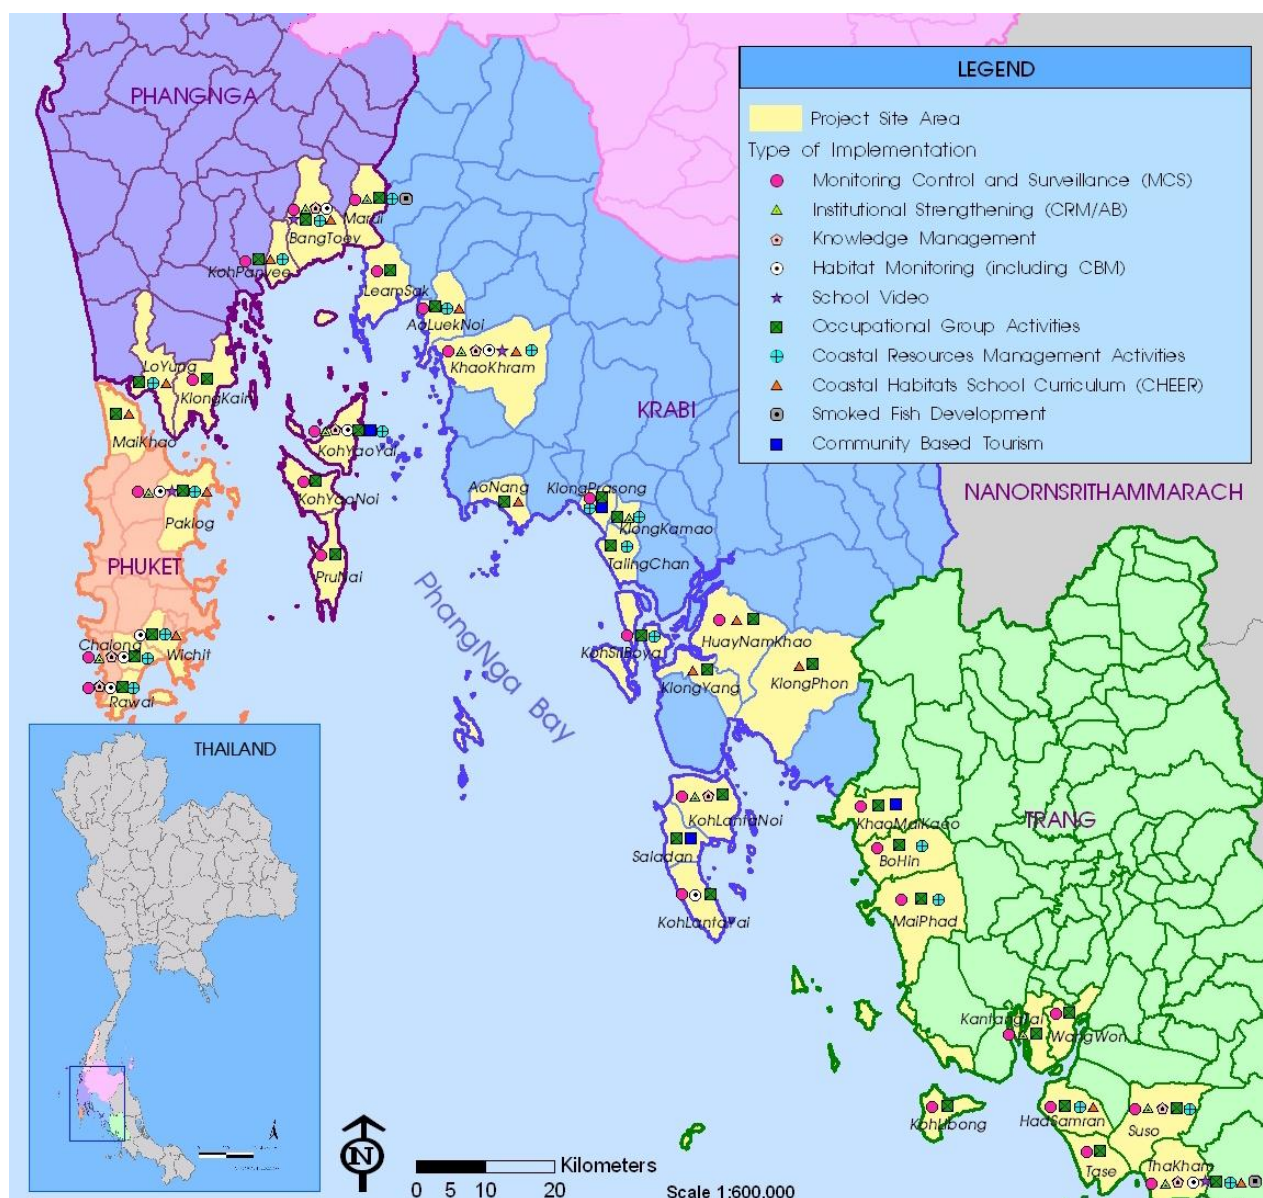 LEGEND
Project Site Area
Type of Implementation
Monitoring Control and Surveillance (MCS)
Institutional Strengthening (CRM/AB)
Knowledge Management
Habitat Monitoring (including CBM)
School Video
Occupational Group Activities
Coastal Resources Management Activities
Coastal Habitats School Curriculum (CHEER)
Smoked Fish Development
Community Based Tourism
PHANGNGA
Marui
BangToey
KohPanyee
LeamSak
AoLuekNoi
KhaoKhram
LoYung
KlongKain
KRABI
MaiKhao
KohYaoYai
AoNang
KlongPrasong
NANORNSRITHAMMARACH
KohYaoNoi
Paklog
KlongKamao
TalingChan
PHUKET
PruNai
PhangNga Bay
Chalong
Wichit
HuayNamKhao
KohSriBoya
KlongYang
KlongPhon
Rawai
THAILAND
KohLantaNoi
KhaoMaiKaeo
TRANG
Saladan
BoHin
KohLantaYai
MaiPhad
KantangTai
WangWon
KohLibong
HadSamran
Suso
Tase
ThaKham
N
Kilometers
0 5 10 20
Scale 1:600,000